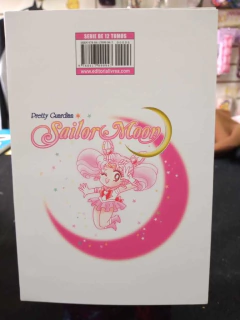 SERIE DE 12 TOMOS
www.editorialivrea.com
Pretty Guardian
Sailor Moon